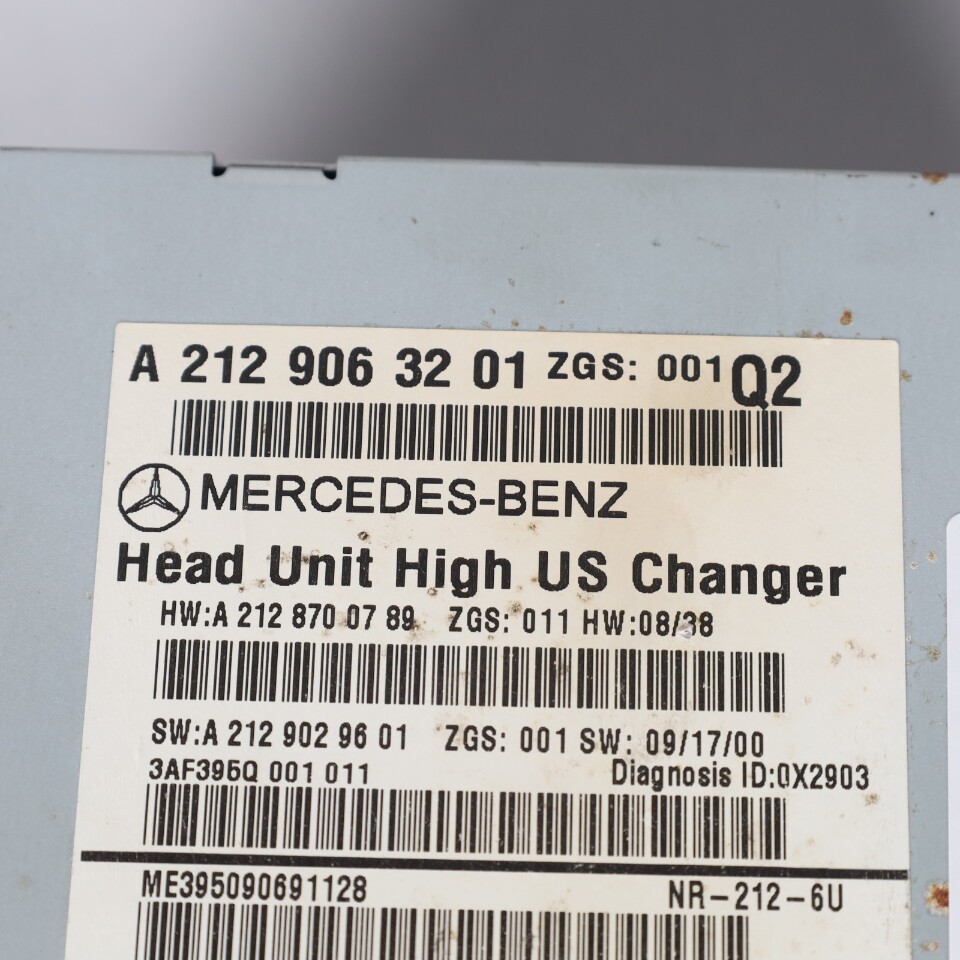 A 212 906 32 01 ZGS: 001 Q2
MERCEDES-BENZ
Head Unit High US Changer
HW:A 212 870 07 89 ZGS: 011 HW:08/38
SW:A 212 902 96 01 ZGS: 001 SW: 09/17/00
3AF395Q 001 011 Diagnosis ID:0X2903
ME395090691128 NR-212-6U